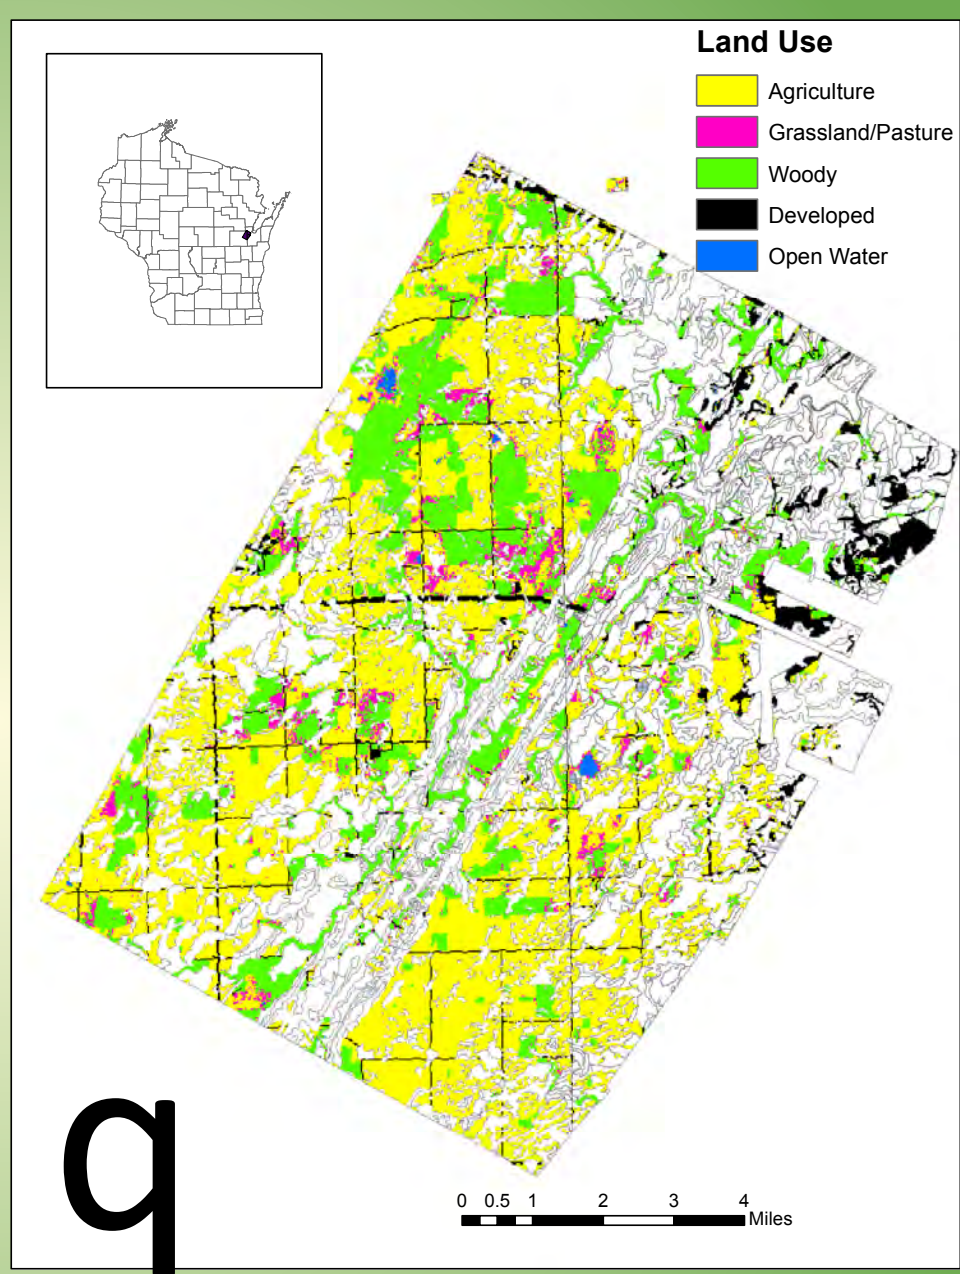 Land Use
Agriculture
Grassland/Pasture
Woody
Developed
Open Water
q
0 0.5 1 2 3 4
Miles